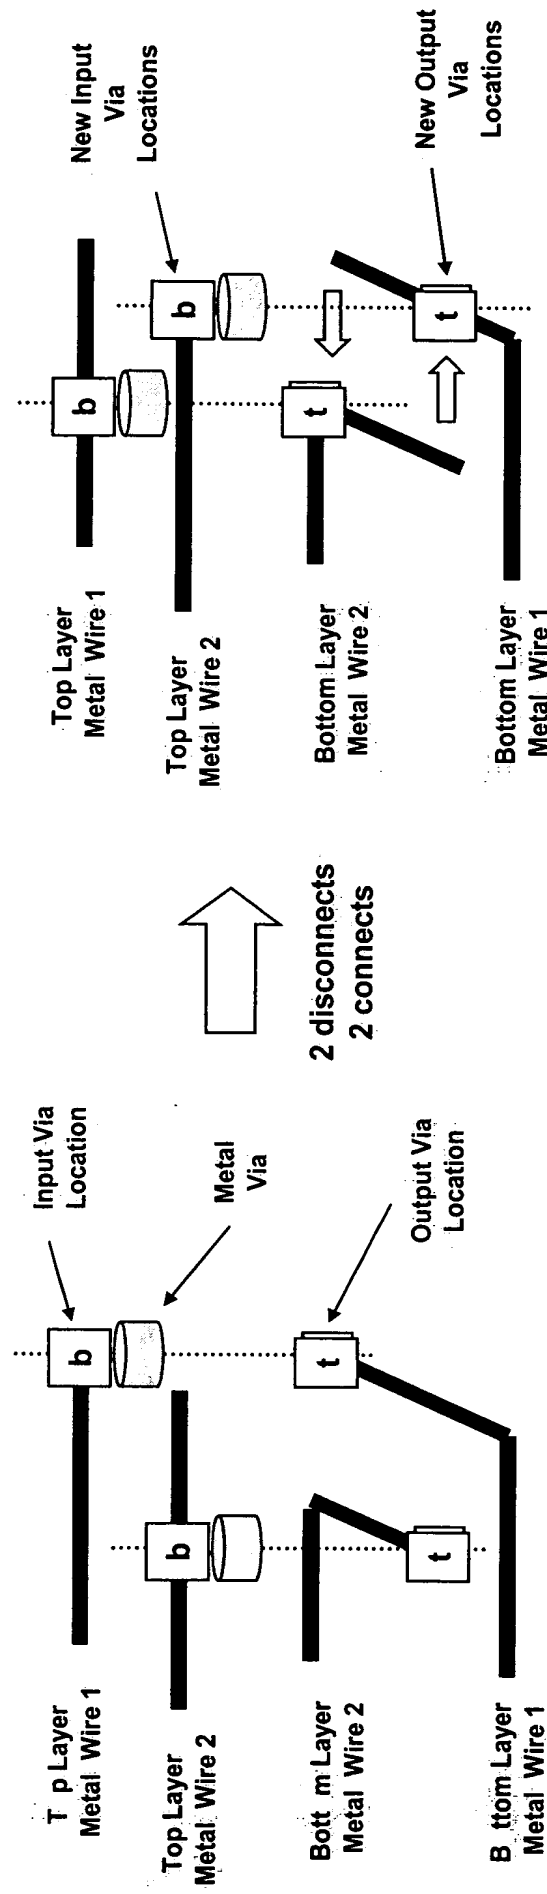 T p Layer
Metal Wire 1
Top Layer
Metal Wire 2
Bott m Layer
Metal Wire 2
B ttom Layer
Metal Wire 1
b
b
t
t
Input Via
Location
Metal
Via
Output Via
Location
2 disconnects
2 connects
Top Layer
Metal Wire 1
Top Layer
Metal Wire 2
Bottom Layer
Metal Wire 2
Bottom Layer
Metal Wire 1
b
b
t
t
New Input
Via
Locations
New Output
Via
Locations